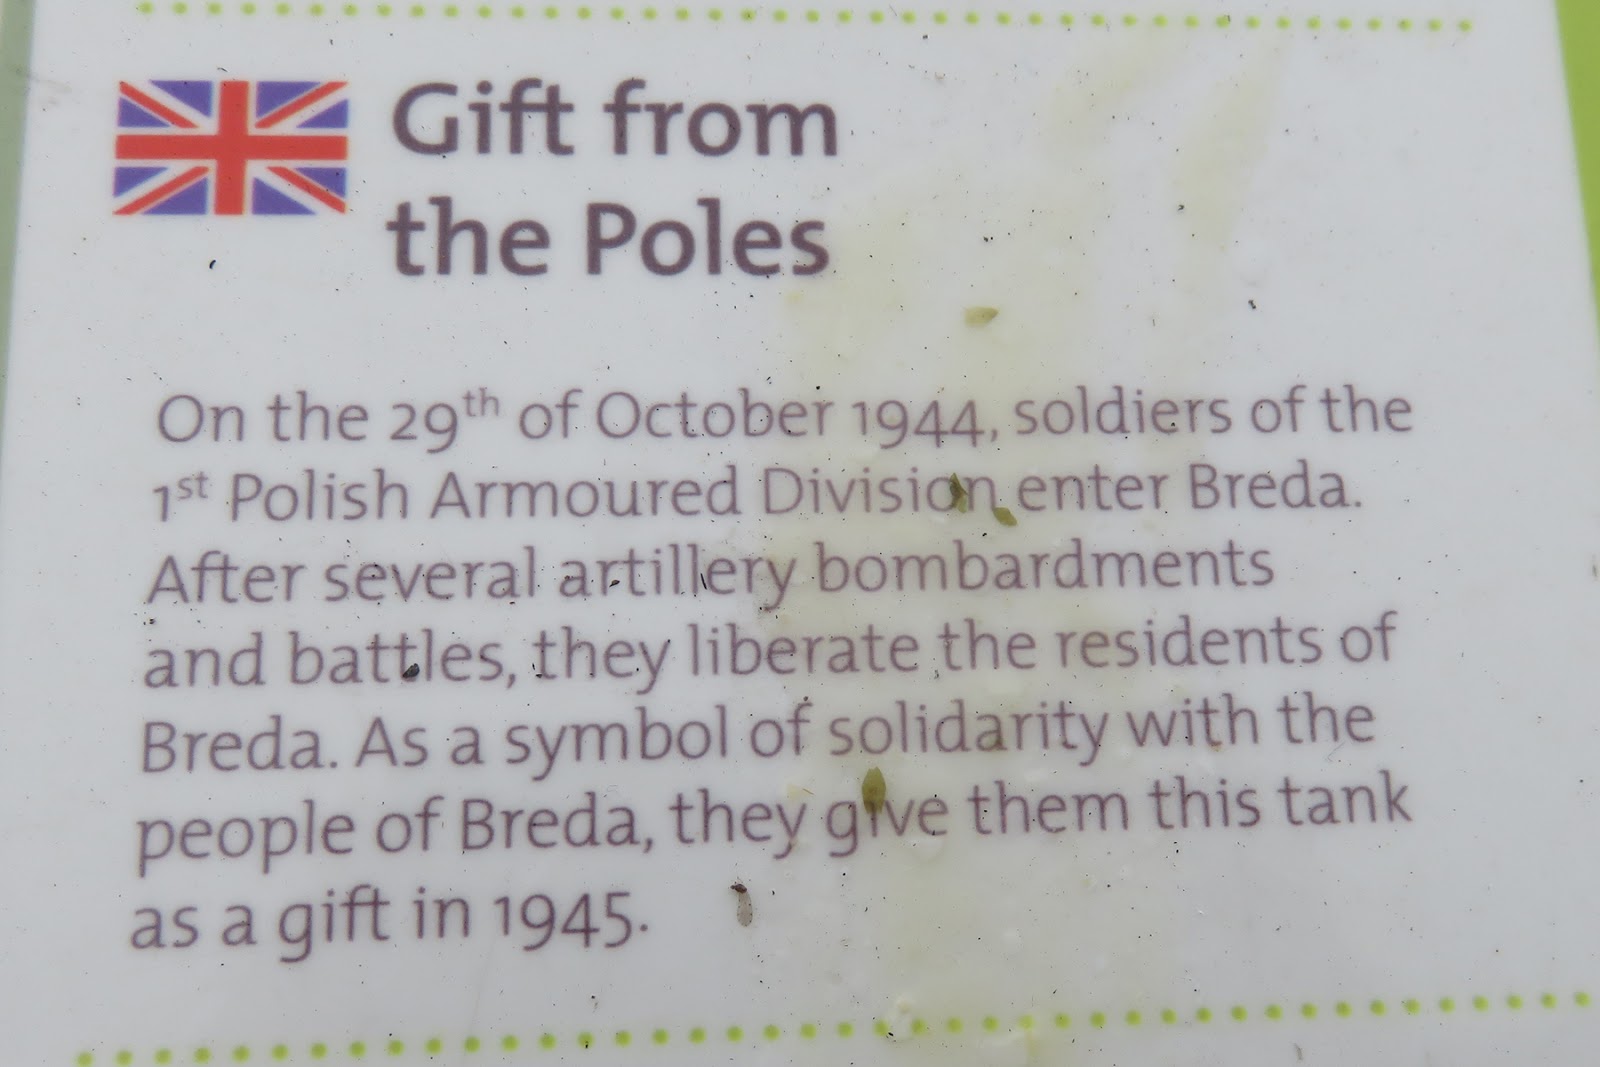 Gift from
the Poles
On the 29th of October 1944, soldiers of the
1st Polish Armoured Division enter Breda.
After several artillery bombardments
and battles, they liberate the residents of
Breda. As a symbol of solidarity with the
people of Breda, they give them this tank
as a gift in 1945.